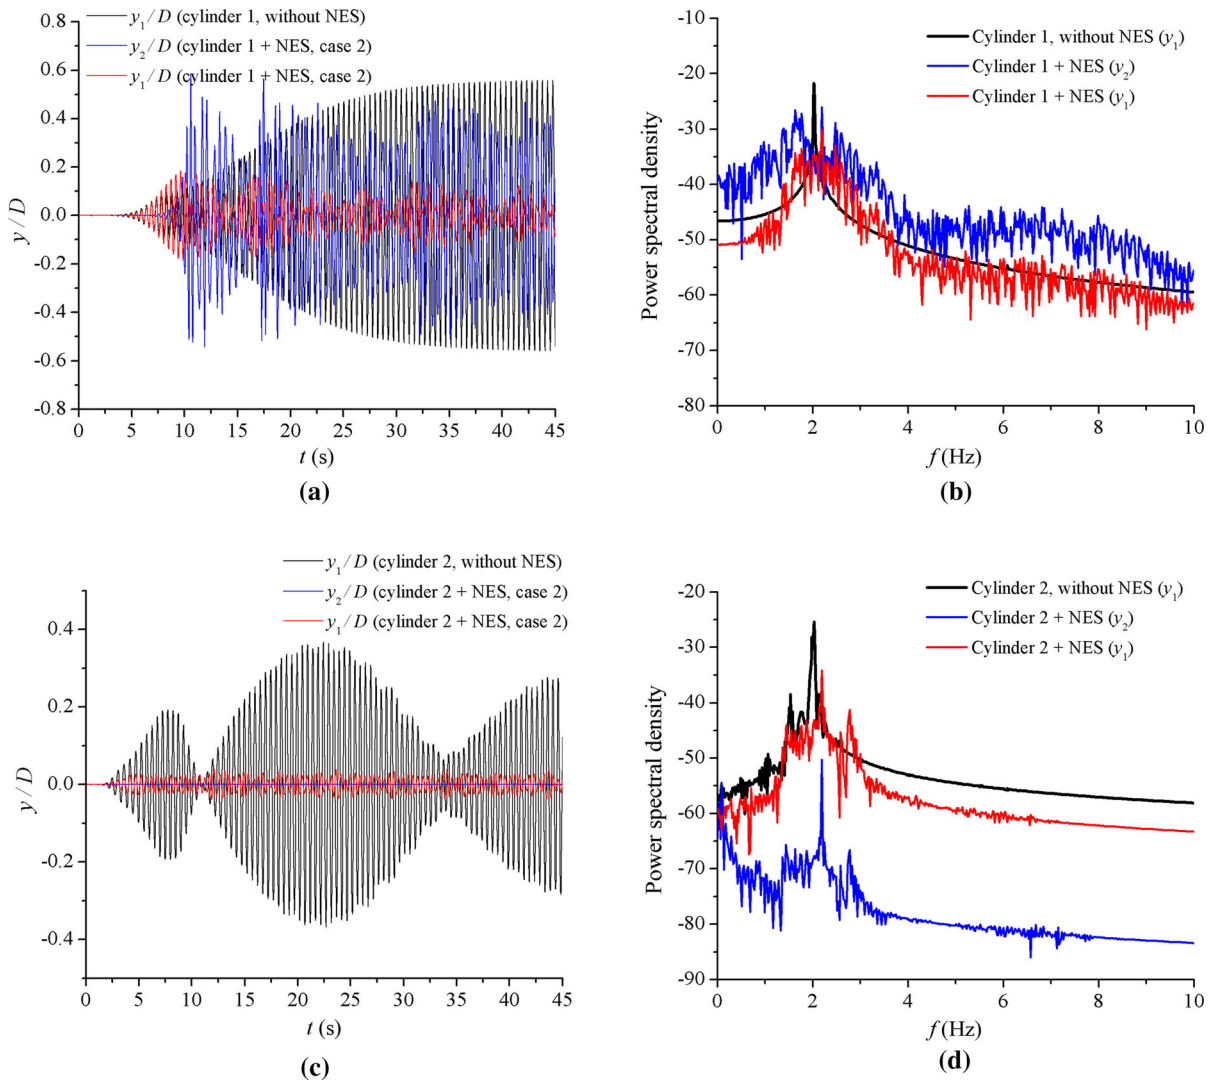 y1/D (cylinder 1, without NES)
y2/D (cylinder 1 + NES, case 2)
y1/D (cylinder 1 + NES, case 2)
0.8
0.6
0.4
0.2
0.0
-0.2
-0.4
-0.6
-0.8
y/D
0 5 10 15 20 25 30 35 40 45
t (s)
(a)
Cylinder 1, without NES (y1)
Cylinder 1 + NES (y2)
Cylinder 1 + NES (y1)
-10
-20
-30
-40
-50
-60
-70
-80
Power spectral density
0 2 4 6 8 10
f (Hz)
(b)
y1/D (cylinder 2, without NES)
y2/D (cylinder 2 + NES, case 2)
y1/D (cylinder 2 + NES, case 2)
0.4
0.2
0.0
-0.2
-0.4
y/D
0 5 10 15 20 25 30 35 40 45
t (s)
(c)
Cylinder 2, without NES (y1)
Cylinder 2 + NES (y2)
Cylinder 2 + NES (y1)
-20
-30
-40
-50
-60
-70
-80
-90
Power spectral density
0 2 4 6 8 10
f (Hz)
(d)